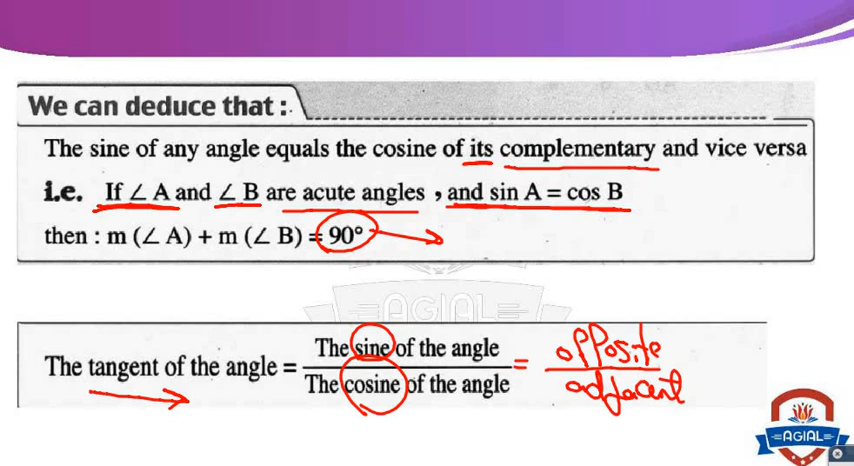 We can deduce that :
The sine of any angle equals the cosine of its complementary and vice versa
i.e. If ∠ A and ∠ B are acute angles , and sin A = cos B
then : m (∠ A) + m (∠ B) = 90°
=AGIAL=
The tangent of the angle = The sine of the angle / The cosine of the angle = opposite / adjacent
=AGIAL=